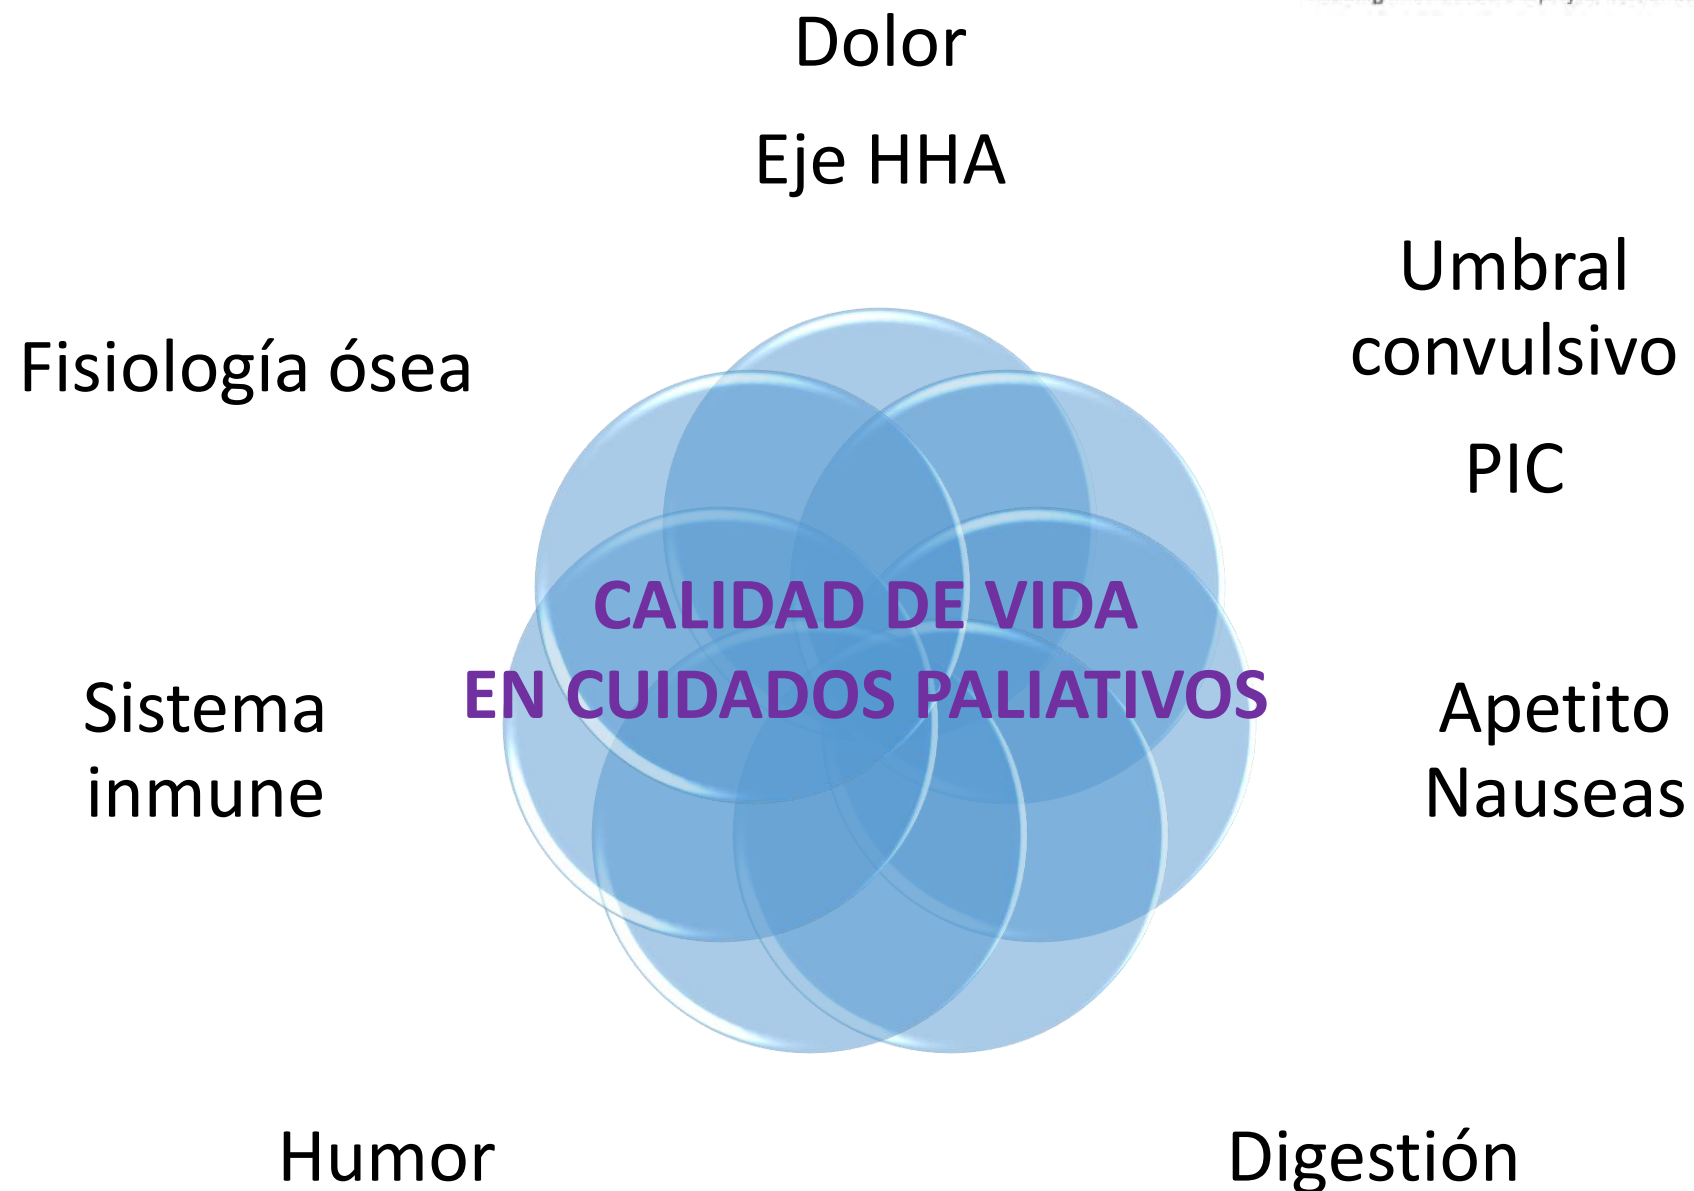 Dolor
Eje HHA
Umbral
convulsivo
PIC
Fisiología ósea
CALIDAD DE VIDA
EN CUIDADOS PALIATIVOS
Sistema
inmune
Apetito
Nauseas
Humor
Digestión